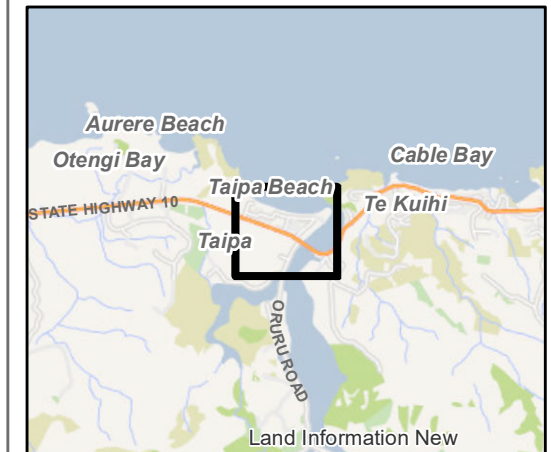 Aurere Beach
Otengi Bay
Cable Bay
Taipa Beach
STATE HIGHWAY 10
Te Kuihi
Taipa
ORURU ROAD
Land Information New